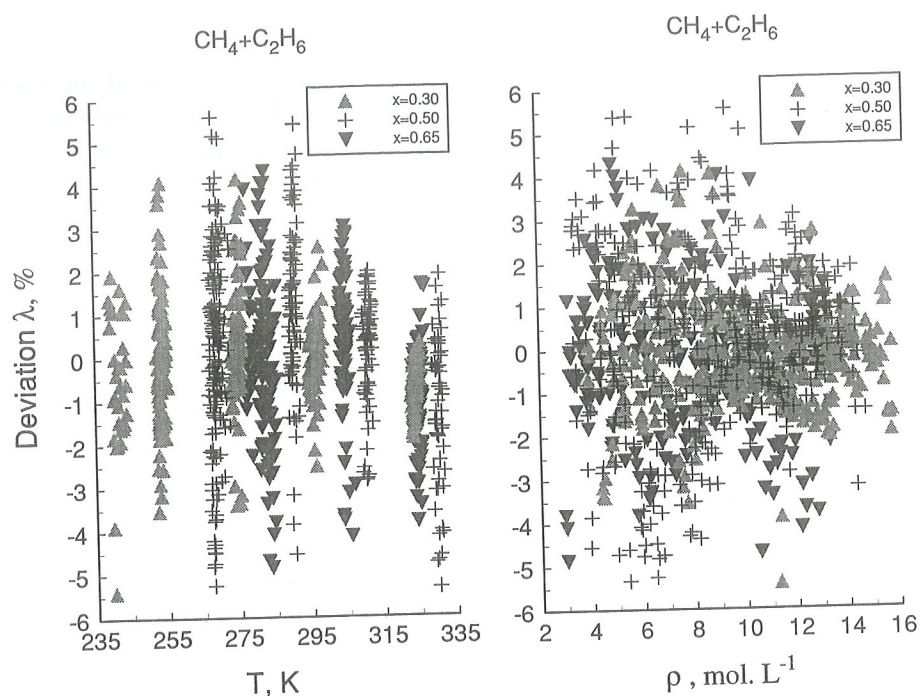 CH4+C2H6
x=0.30
x=0.50
x=0.65
6
5
4
3
2
1
0
-1
-2
-3
-4
-5
-6
Deviation λ, %
235 255 275 295 315 335
T, K
CH4+C2H6
x=0.30
x=0.50
x=0.65
6
5
4
3
2
1
0
-1
-2
-3
-4
-5
-6
2 4 6 8 10 12 14 16
ρ , mol. L-1